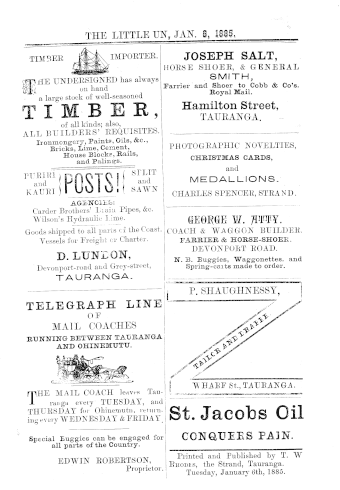 THE LITTLE UN, JAN. 6, 1885.
TIMBER IMPORTER.
THE UNDERSIGNED has always
on hand
a large stock of well-seasoned
TIMBER,
of all kinds; also,
ALL BUILDERS' REQUISITES.
Ironmongery, Paints, Oils, &c.,
Bricks, Lime, Cement,
House Blocks, Rails,
and Palings.
PURIRI and KAURI POSTS! SPLIT and SAWN
AGENCIES
Carder Brothers' Drain Pipes, &c.
Wilson's Hydraulic Lime.
Goods shipped to all parts of the Coast.
Vessels for Freight or Charter.
D. LUNDON,
Devonport-road and Grey-street,
TAURANGA.
TELEGRAPH LINE
OF
MAIL COACHES
RUNNING BETWEEN TAURANGA
AND OHINEMUTU.
THE MAIL COACH leaves Tau-
ranga every TUESDAY, and
THURSDAY for Ohinemutu, return-
ing every WEDNESDAY & FRIDAY
Special Buggies can be engaged for
all parts of the Country.
EDWIN ROBERTSON,
Proprietor.
JOSEPH SALT,
HORSE SHOER, & GENERAL
SMITH,
Farrier and Shoer to Cobb & Co's.
Royal Mail.
Hamilton Street,
TAURANGA.
PHOTOGRAPHIC NOVELTIES,
CHRISTMAS CARDS,
and
MEDALLIONS.
CHARLES SPENCER, STRAND.
GEORGE W. ATTY.
COACH & WAGGON BUILDER.
FARRIER & HORSE-SHOER.
DEVONPORT ROAD.
N. B. Buggies, Waggonettes, and
Spring-carts made to order.
P. SHAUGHNESSY,
TAILOR AND DRAPER
WHARF St., TAURANGA.
St. Jacobs Oil
CONQUERS PAIN.
Printed and Published by T. W
RHODES, the Strand, Tauranga.
Tuesday, January 6th, 1885.